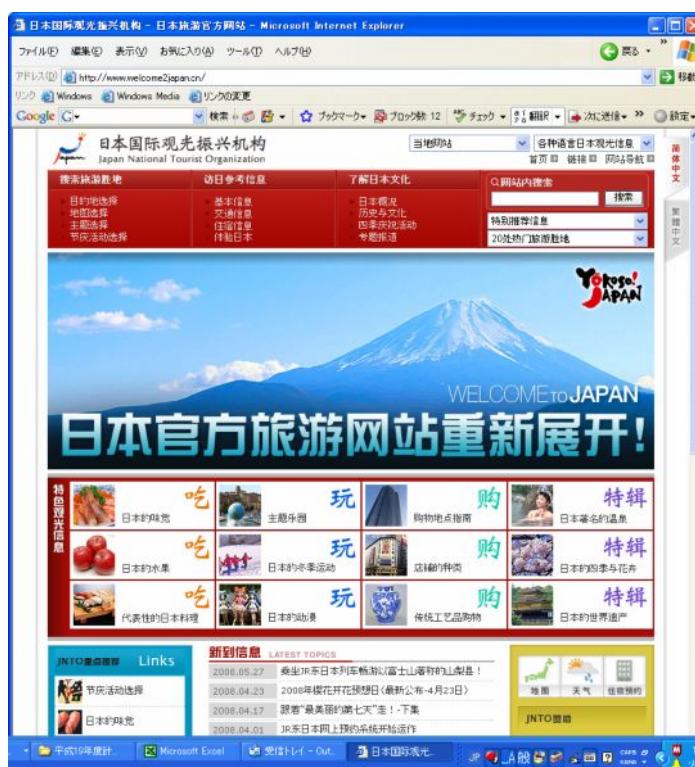 日本国际观光振兴机构 - 日本旅游官方网站 - Microsoft Internet Explorer
ファイル(F) 編集(E) 表示(V) お気に入り(A) ツール(T) ヘルプ(H)
戻る
アドレス(D) http://www.welcome2japan.cn/
移動
リンク Windows Windows Media リンクの変更
Google G 検索 ブックマーク ブロック数: 12 チェック 翻訳 次に送信 設定
日本国际观光振兴机构
Japan National Tourist Organization
当地网站
各种语言日本观光信息
首页 链接 网站导航
简体中文
繁體中文
搜索旅游胜地
目的地选择
地图选择
主题选择
节庆活动选择
访日参考信息
基本信息
交通信息
住宿信息
体验日本
了解日本文化
日本概况
历史与文化
四季庆祝活动
专题报道
网站内搜索
搜索
特别推荐信息
20处热门旅游胜地
Yokoso! JAPAN
WELCOME TO JAPAN
日本官方旅游网站重新展开!
特色观光信息
吃
日本的味觉
玩
主题乐园
购
购物地点指南
特辑
日本著名的温泉
吃
日本的水果
玩
日本的冬季运动
购
店铺的种类
特辑
日本的四季与花卉
吃
代表性的日本料理
玩
日本的动漫
购
传统工艺品购物
特辑
日本的世界遗产
JNTO重点推荐 Links
节庆活动选择
日本的味觉
新到信息 LATEST TOPICS
2008.05.27 乘坐JR东日本列车畅游以富士山著称的山梨县!
2008.04.23 2008年樱花开花预想日(最新公布-4月23日)
2008.04.17 跟着"最美丽的第七天"走!-下集
2008.04.01 JR东日本网上预约系统开始运作
地图 天气 住宿预约
平成19年度計... Microsoft Excel 受信トレイ - Out... 日本国际观光...
JP A 般 CAPS KANA